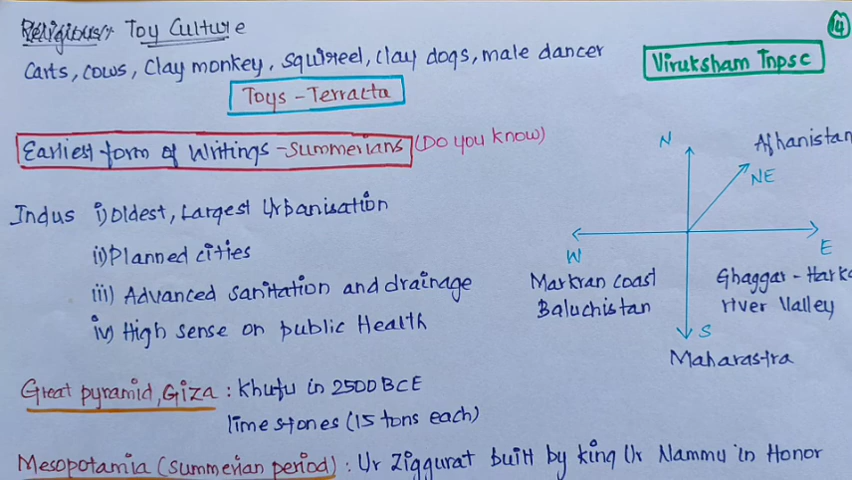 Religious: Toy Culture
14
Carts, cows, Clay monkey, squireel, clay dogs, male dancer
Viruksham Tnpsc
Toys - Terracta
Earliest form of Writings - Summerians (Do you know)
N
Afhanistan
NE
Indus i) Oldest, Largest Urbanisation
ii) Planned cities
W
E
iii) Advanced sanitation and drainage
Markran coast
Ghaggar - Harka
Baluchistan
river Valley
iv) High sense on public Health
S
Maharastra
Great pyramid, Giza : Khufu in 2500 BCE
lime stones (15 tons each)
Mesopotamia (summerian period) : Ur Ziggurat built by king Ur Nammu in Honor